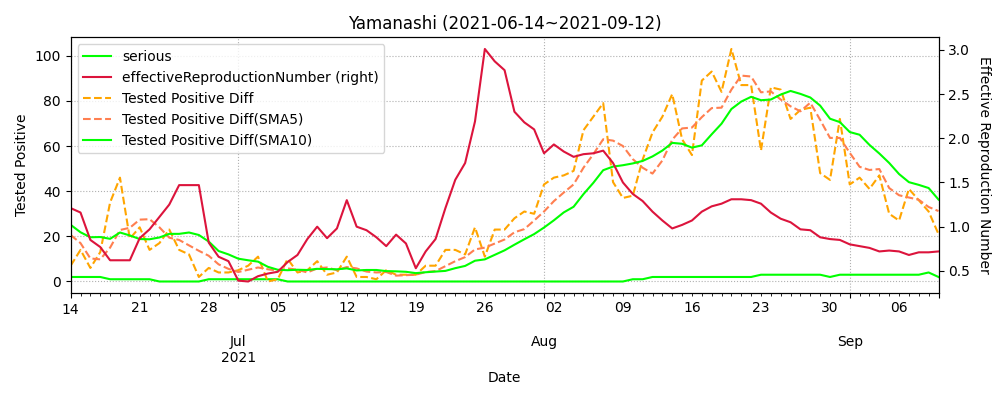 Yamanashi (2021-06-14~2021-09-12)
serious
effectiveReproductionNumber (right)
Tested Positive Diff
Tested Positive Diff(SMA5)
Tested Positive Diff(SMA10)
Tested Positive
100
80
60
40
20
0
3.0
2.5
2.0
1.5
1.0
0.5
Effective Reproduction Number
14 21 28 05 12 19 26 02 09 16 23 30 06
Jul Aug Sep
2021
Date